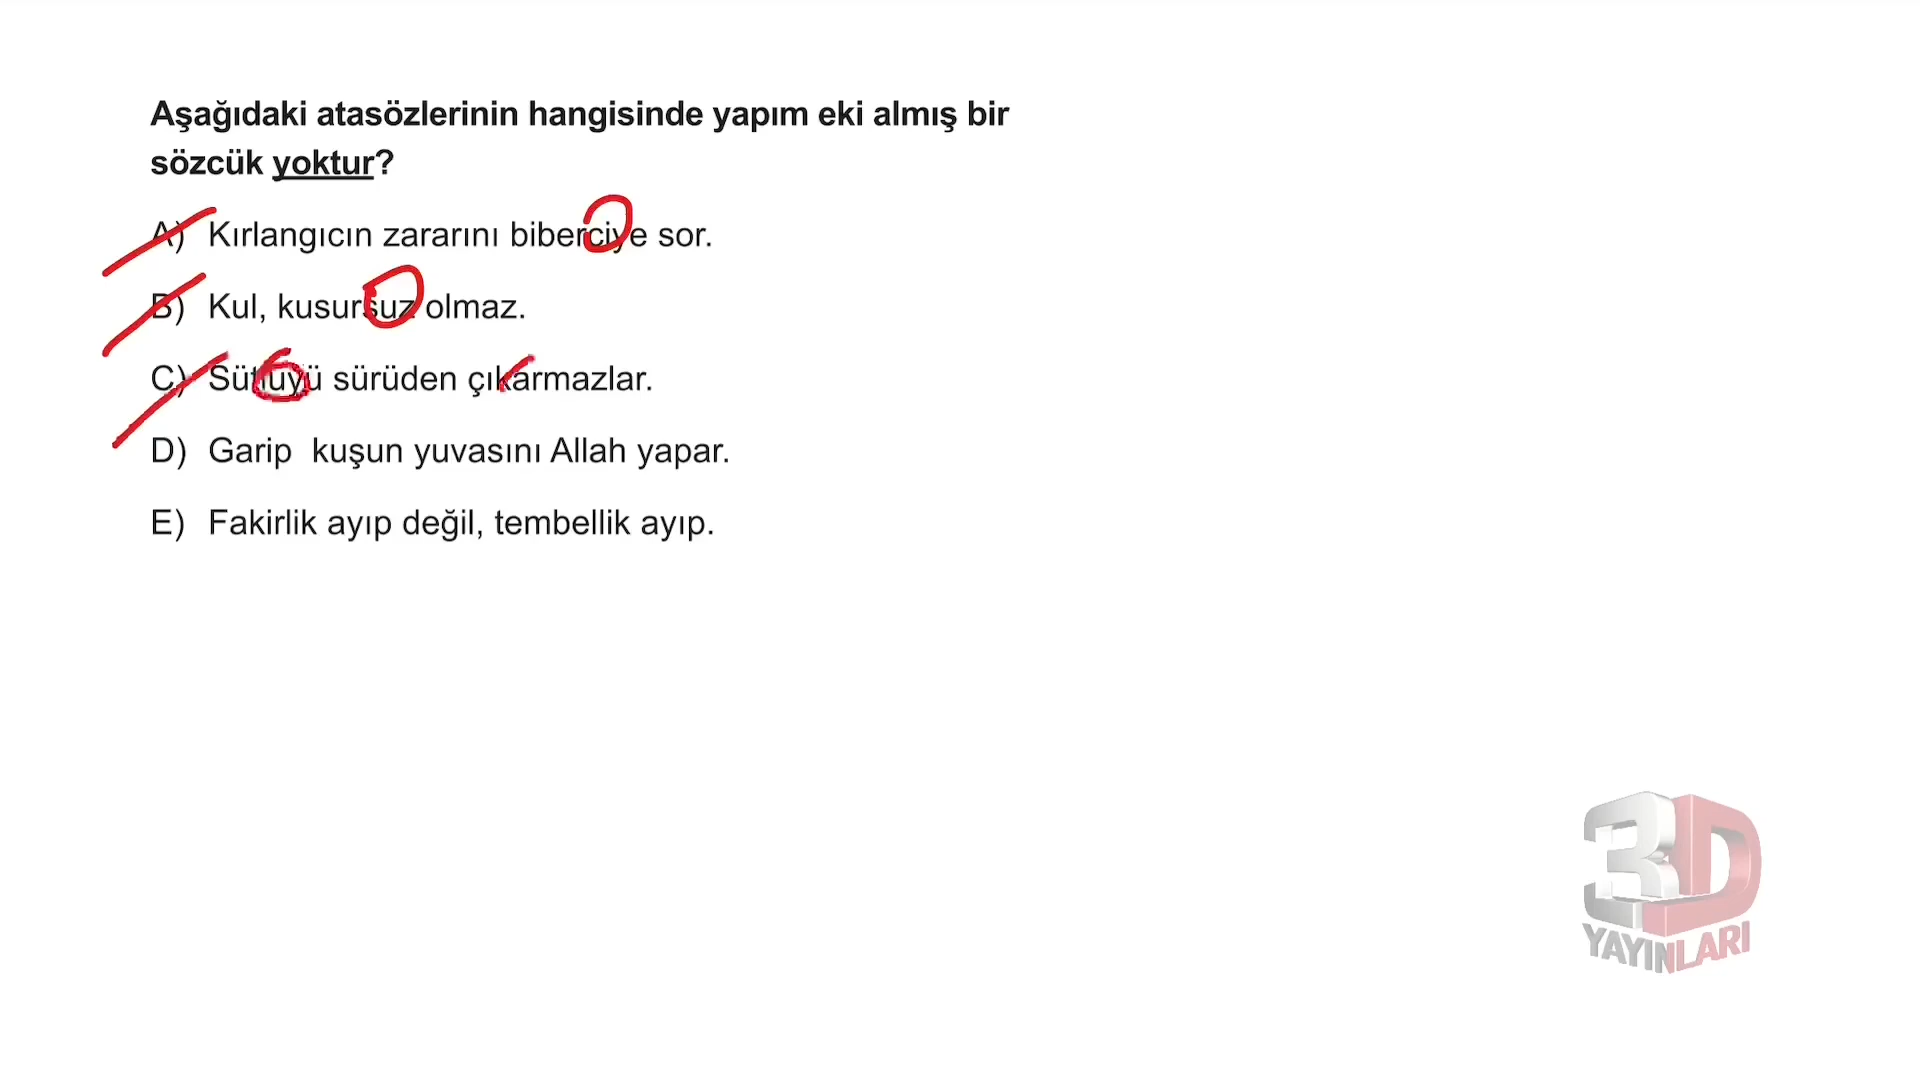 Aşağıdaki atasözlerinin hangisinde yapım eki almış bir
sözcük yoktur?
A) Kırlangıcın zararını biberciye sor.
B) Kul, kusursuz olmaz.
C) Sütlüyü sürüden çıkarmazlar.
D) Garip kuşun yuvasını Allah yapar.
E) Fakirlik ayıp değil, tembellik ayıp.
3D
YAYINLARI